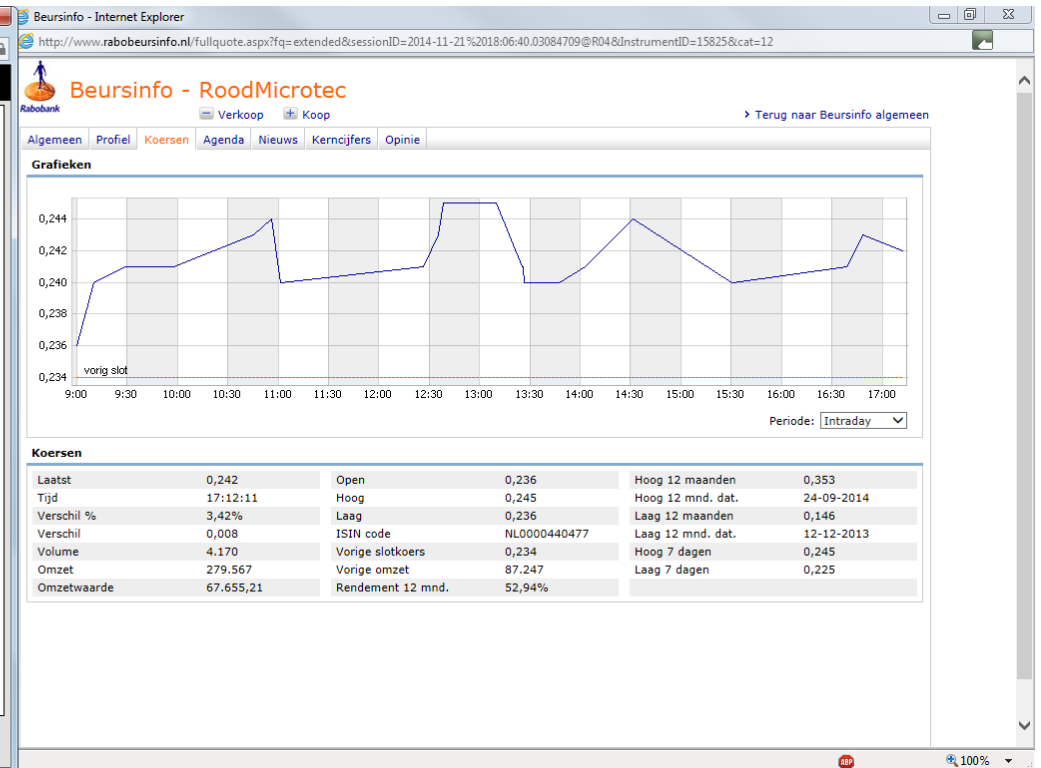 Beursinfo - Internet Explorer
http://www.rabobeursinfo.nl/fullquote.aspx?fq=extended&sessionID=2014-11-21%2018:06:40.03084709@R04&InstrumentID=15825&cat=12
Rabobank
Beursinfo - RoodMicrotec
Verkoop Koop
Terug naar Beursinfo algemeen
Algemeen Profiel Koersen Agenda Nieuws Kerncijfers Opinie
Grafieken
0,244
0,242
0,240
0,238
0,236
0,234
vorig slot
9:00 9:30 10:00 10:30 11:00 11:30 12:00 12:30 13:00 13:30 14:00 14:30 15:00 15:30 16:00 16:30 17:00
Periode: Intraday
Koersen
Laatst 0,242 Open 0,236 Hoog 12 maanden 0,353
Tijd 17:12:11 Hoog 0,245 Hoog 12 mnd. dat. 24-09-2014
Verschil % 3,42% Laag 0,236 Laag 12 maanden 0,146
Verschil 0,008 ISIN code NL0000440477 Laag 12 mnd. dat. 12-12-2013
Volume 4.170 Vorige slotkoers 0,234 Hoog 7 dagen 0,245
Omzet 279.567 Vorige omzet 87.247 Laag 7 dagen 0,225
Omzetwaarde 67.655,21 Rendement 12 mnd. 52,94%
ABP
100%